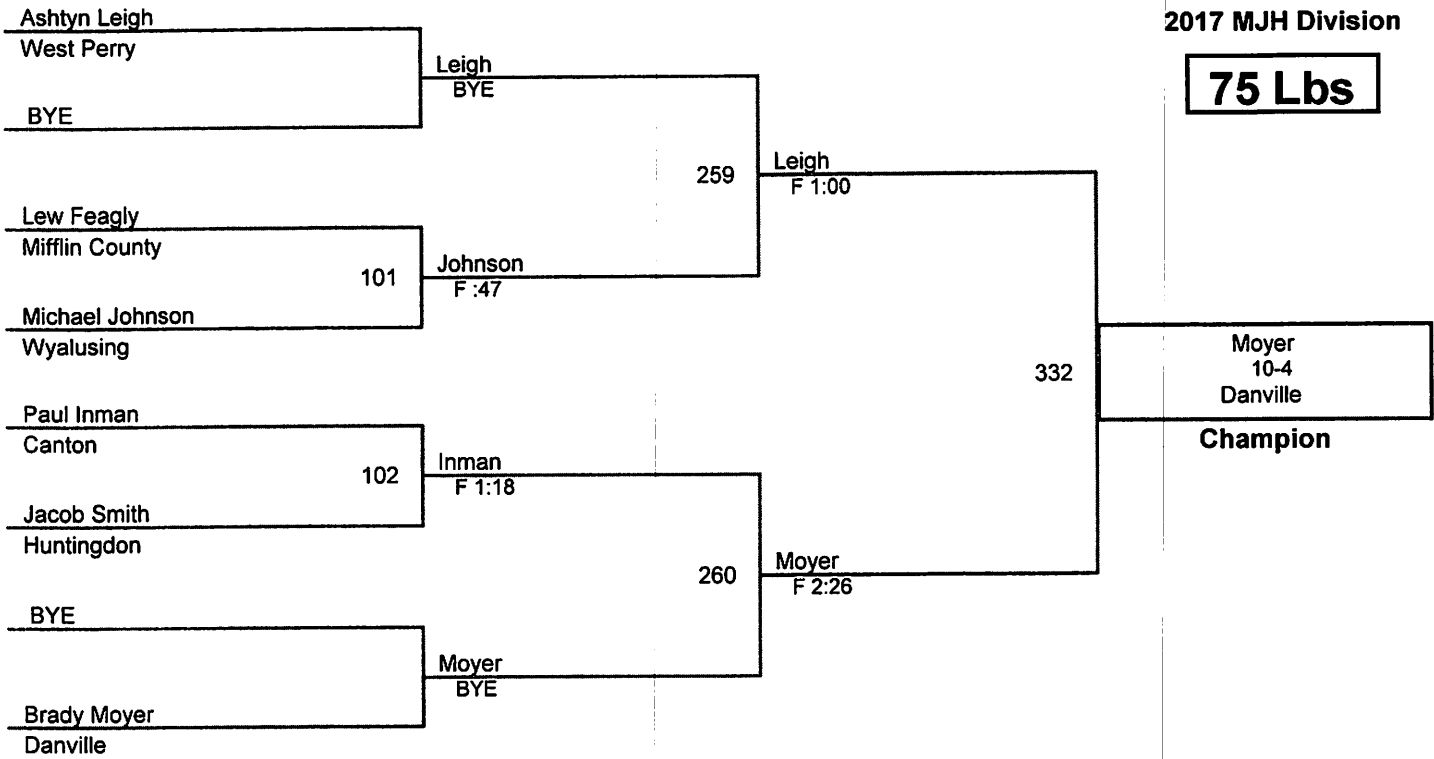 2017 MJH Division
75 Lbs
Ashtyn Leigh
West Perry
BYE
Lew Feagly
Mifflin County
101
Michael Johnson
Wyalusing
Paul Inman
Canton
102
Jacob Smith
Huntingdon
BYE
Brady Moyer
Danville
Leigh
BYE
259
Johnson
F :47
Inman
F 1:18
260
Moyer
BYE
Leigh
F 1:00
332
Moyer
F 2:26
Moyer
10-4
Danville
Champion